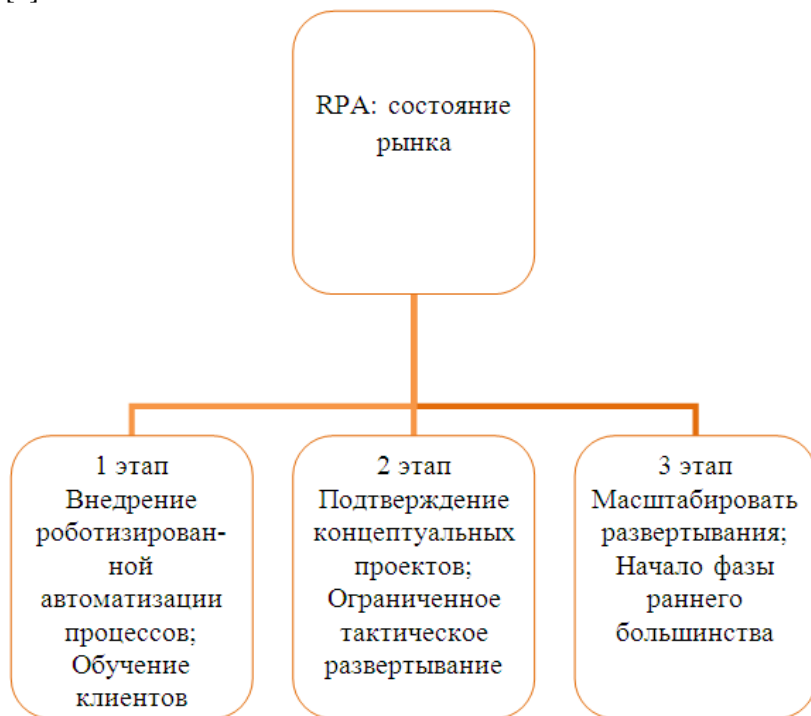 RPA: состояние
рынка
1 этап
Внедрение
роботизирован-
ной
автоматизации
процессов;
Обучение
клиентов
2 этап
Подтверждение
концептуальных
проектов;
Ограниченное
тактическое
развертывание
3 этап
Масштабировать
развертывания;
Начало фазы
раннего
большинства